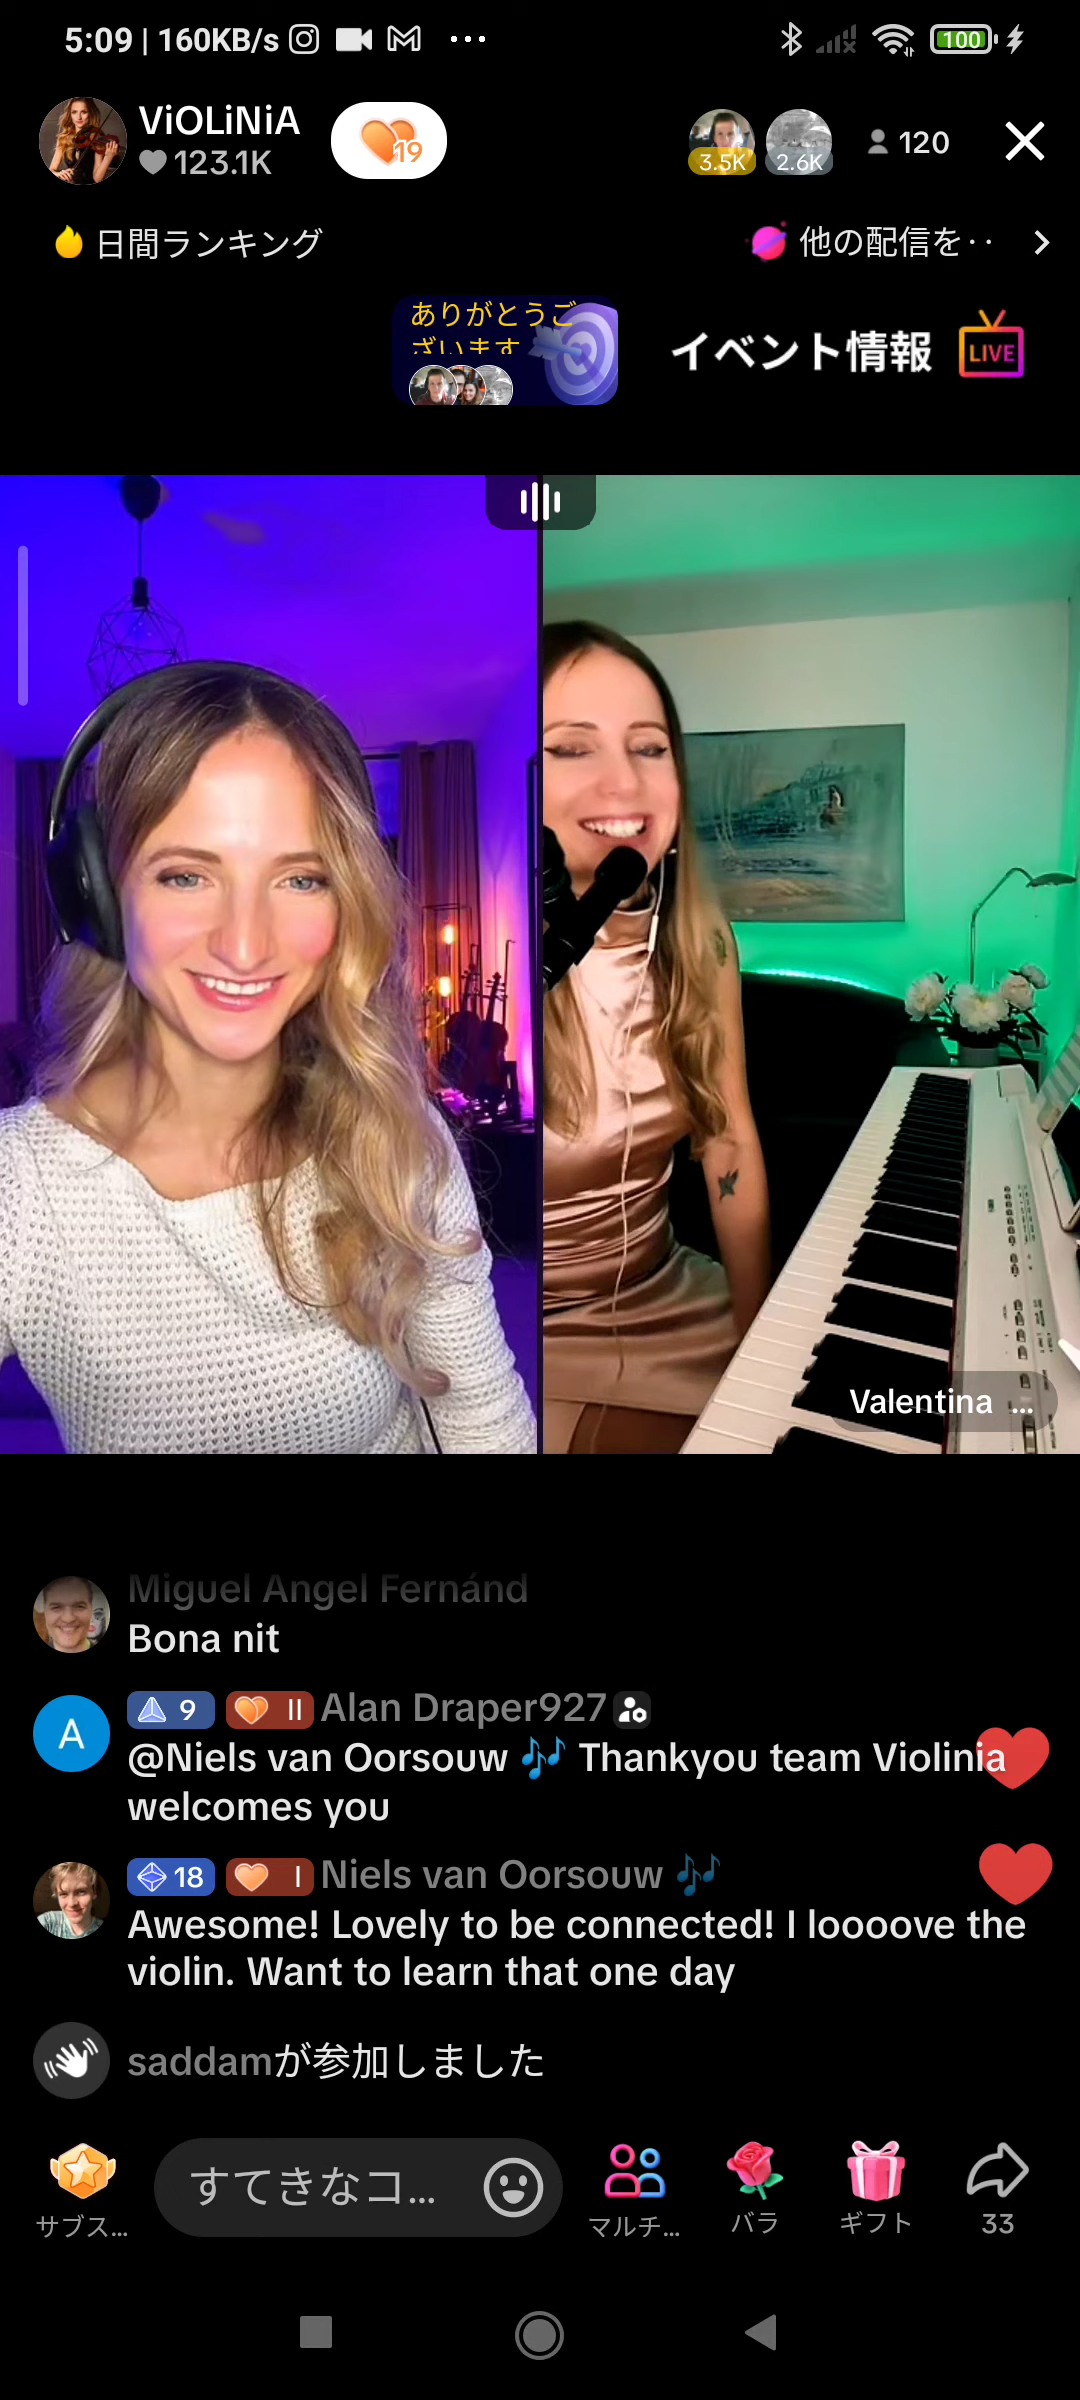 5:09 | 160KB/s
100
ViOLiNiA
123.1K
19
3.5K
2.6K
120
日間ランキング
他の配信を‥
ありがとうご
ざいます
イベント情報
LIVE
Valentina ...
Miguel Angel Fernánd
Bona nit
A
9 II Alan Draper927
@Niels van Oorsouw 🎶 Thankyou team Violinia
welcomes you
18 I Niels van Oorsouw 🎶
Awesome! Lovely to be connected! I loooove the
violin. Want to learn that one day
saddamが参加しました
すてきなコ...
サブス...
マルチ...
バラ
ギフト
33